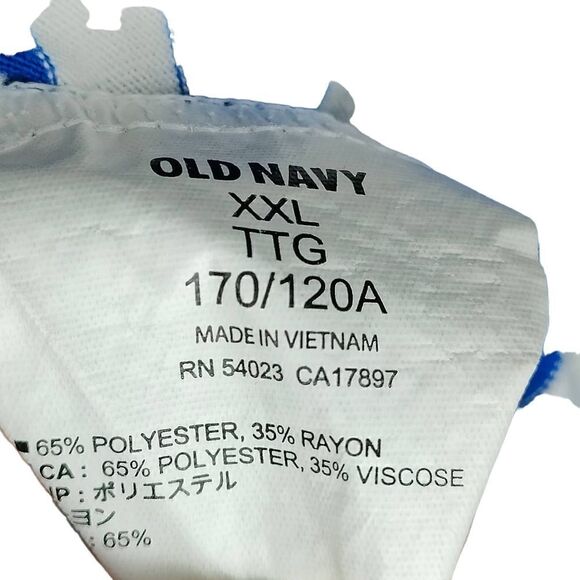 OLD NAVY
XXL
TTG
170/120A
MADE IN VIETNAM
RN 54023 CA17897
65% POLYESTER, 35% RAYON
CA: 65% POLYESTER, 35% VISCOSE
P: ポリエステル
ヨン
: 65%